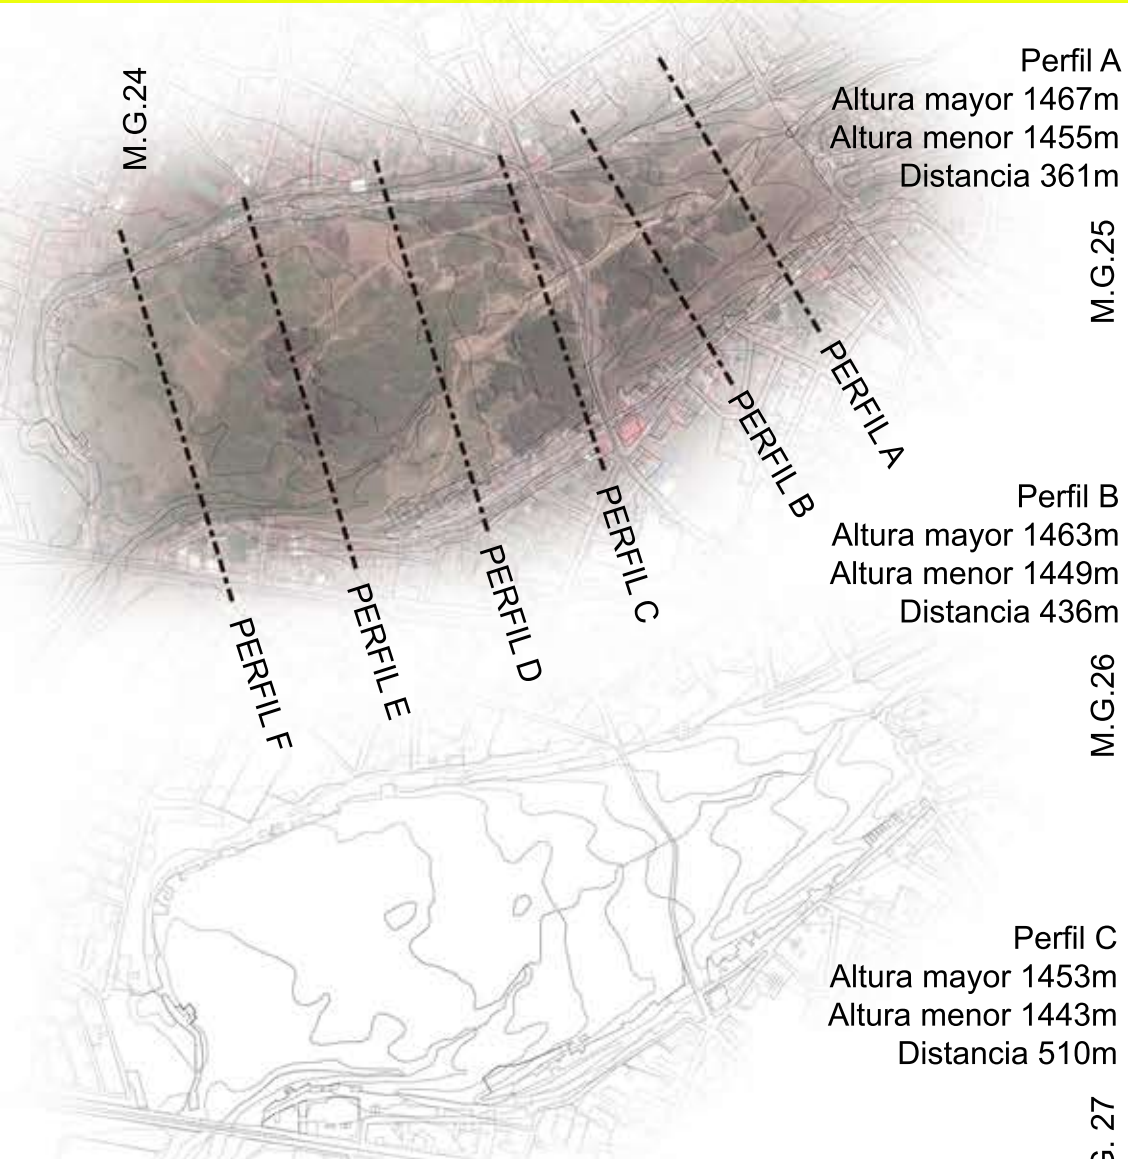 M.G.24
Perfil A
Altura mayor 1467m
Altura menor 1455m
Distancia 361m
M.G.25
PERFIL A
PERFIL B
PERFIL C
PERFIL D
PERFIL E
PERFIL F
Perfil B
Altura mayor 1463m
Altura menor 1449m
Distancia 436m
M.G.26
Perfil C
Altura mayor 1453m
Altura menor 1443m
Distancia 510m
27